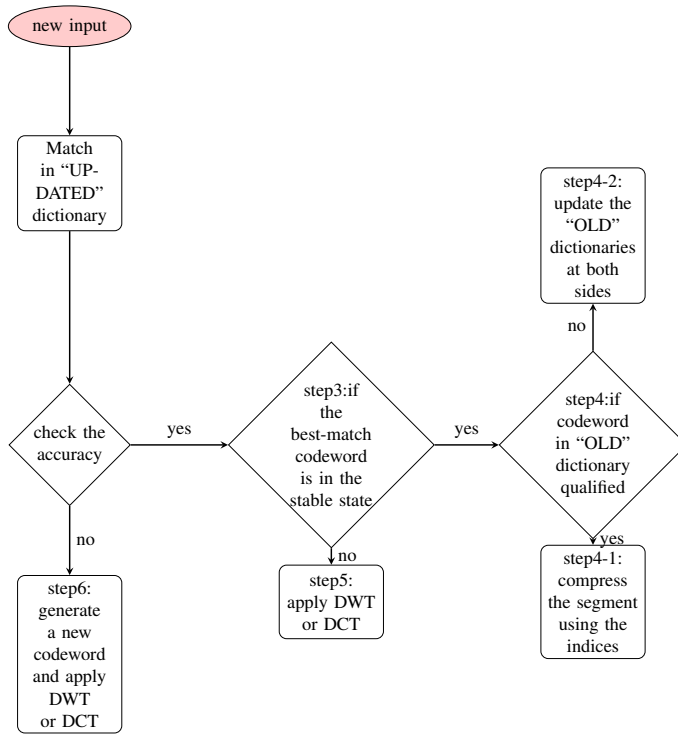 new input
Match
in “UP-
DATED”
dictionary
step4-2:
update the
“OLD”
dictionaries
at both
sides
no
check the
accuracy
yes
step3:if
the
best-match
codeword
is in the
stable state
yes
step4:if
codeword
in “OLD”
dictionary
qualified
no
step6:
generate
a new
codeword
and apply
DWT
or DCT
no
step5:
apply DWT
or DCT
yes
step4-1:
compress
the segment
using the
indices